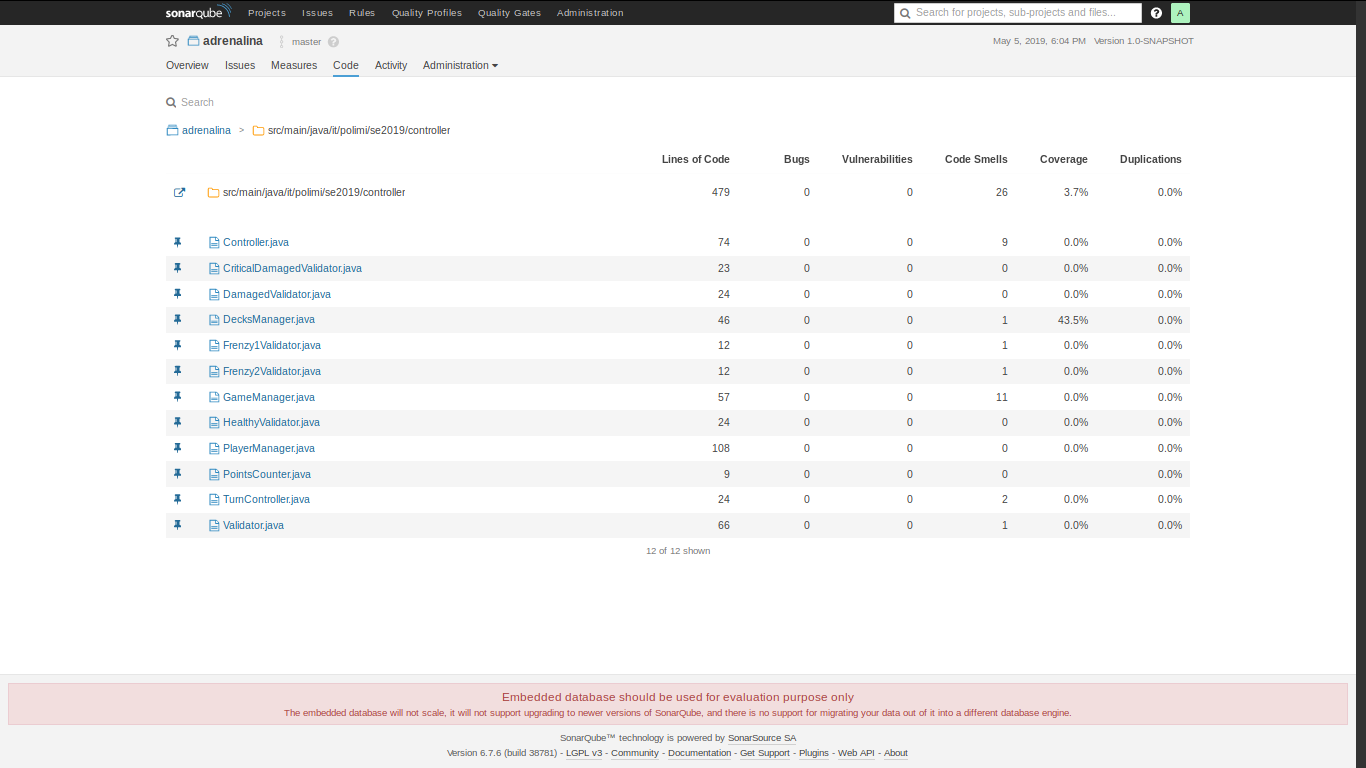 sonarqube Projects Issues Rules Quality Profiles Quality Gates Administration Search for projects, sub-projects and files... ? A
adrenalina master ? May 5, 2019, 6:04 PM Version 1.0-SNAPSHOT
Overview Issues Measures Code Activity Administration
Search
adrenalina > src/main/java/it/polimi/se2019/controller
Lines of Code Bugs Vulnerabilities Code Smells Coverage Duplications
src/main/java/it/polimi/se2019/controller 479 0 0 26 3.7% 0.0%
Controller.java 74 0 0 9 0.0% 0.0%
CriticalDamagedValidator.java 23 0 0 0 0.0% 0.0%
DamagedValidator.java 24 0 0 0 0.0% 0.0%
DecksManager.java 46 0 0 1 43.5% 0.0%
Frenzy1Validator.java 12 0 0 1 0.0% 0.0%
Frenzy2Validator.java 12 0 0 1 0.0% 0.0%
GameManager.java 57 0 0 11 0.0% 0.0%
HealthyValidator.java 24 0 0 0 0.0% 0.0%
PlayerManager.java 108 0 0 0 0.0% 0.0%
PointsCounter.java 9 0 0 0 0.0%
TurnController.java 24 0 0 2 0.0% 0.0%
Validator.java 66 0 0 1 0.0% 0.0%
12 of 12 shown
Embedded database should be used for evaluation purpose only
The embedded database will not scale, it will not support upgrading to newer versions of SonarQube, and there is no support for migrating your data out of it into a different database engine.
SonarQube™ technology is powered by SonarSource SA
Version 6.7.6 (build 38781) - LGPL v3 - Community - Documentation - Get Support - Plugins - Web API - About